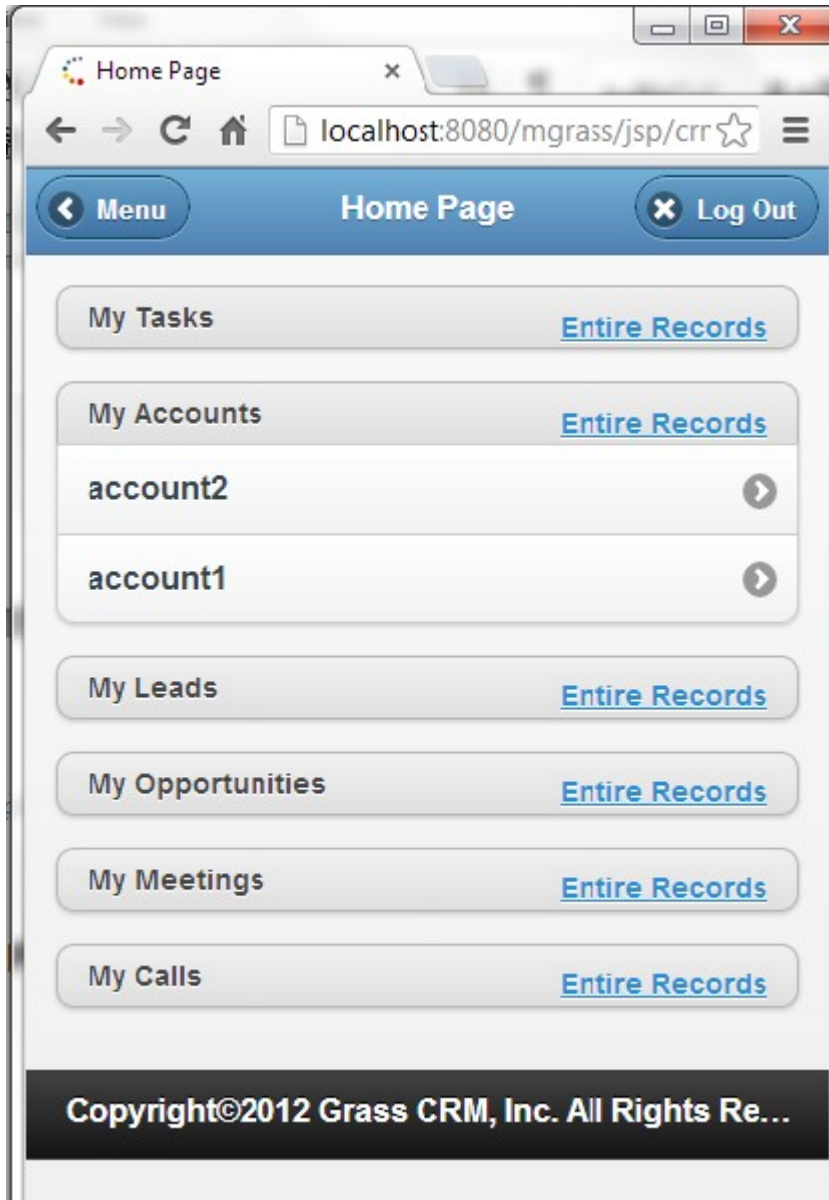 Home Page
localhost:8080/mgrass/jsp/crr
Menu Home Page Log Out
My Tasks Entire Records
My Accounts Entire Records
account2
account1
My Leads Entire Records
My Opportunities Entire Records
My Meetings Entire Records
My Calls Entire Records
Copyright©2012 Grass CRM, Inc. All Rights Re...